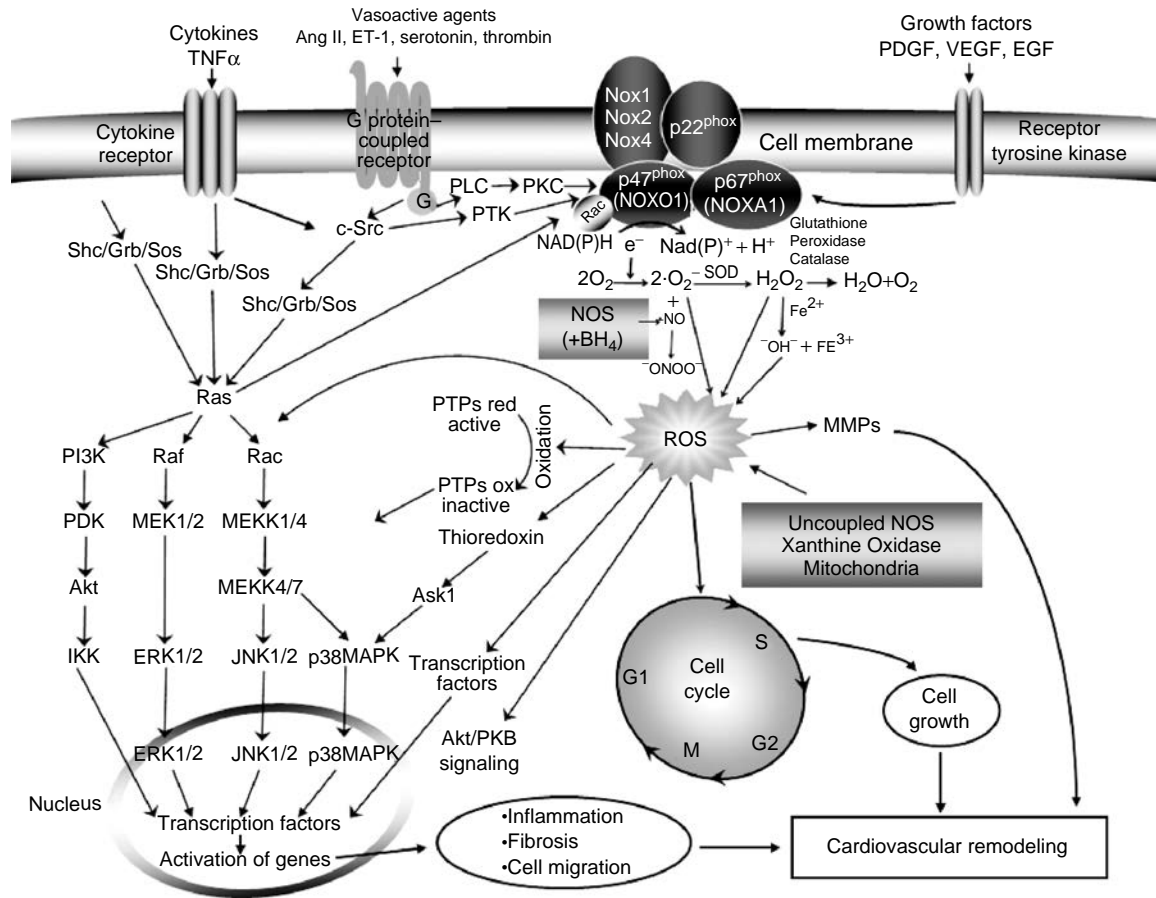 Vasoactive agents
Ang II, ET-1, serotonin, thrombin
Cytokines
TNFα
Growth factors
PDGF, VEGF, EGF
Cytokine
receptor
G protein–
coupled
receptor
G
Nox1
Nox2
Nox4
p22phox
Cell membrane
Receptor
tyrosine kinase
p47phox
(NOXO1)
p67phox
(NOXA1)
Rac
PLC
PKC
PTK
c-Src
NAD(P)H
e−
Nad(P)+ + H+
Glutathione
Peroxidase
Catalase
2O2
2·O2−
SOD
H2O2
H2O+O2
Shc/Grb/Sos
Shc/Grb/Sos
Shc/Grb/Sos
NOS
(+BH4)
+
·NO
−ONOO−
Fe2+
−OH− + FE3+
Ras
PI3K
Raf
Rac
PDK
MEK1/2
MEKK1/4
Akt
MEKK4/7
IKK
ERK1/2
JNK1/2
p38MAPK
PTPs red
active
Oxidation
PTPs ox
inactive
Thioredoxin
Ask1
Transcription
factors
Akt/PKB
signaling
ROS
MMPs
Uncoupled NOS
Xanthine Oxidase
Mitochondria
Cell
cycle
G1
S
G2
M
Cell
growth
Nucleus
ERK1/2
JNK1/2
p38MAPK
Transcription factors
Activation of genes
•Inflammation
•Fibrosis
•Cell migration
Cardiovascular remodeling